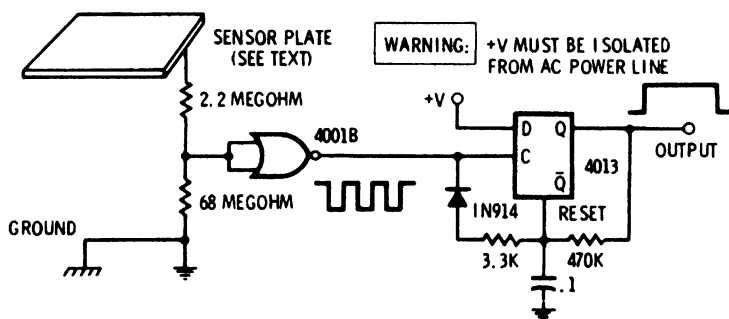 SENSOR PLATE
(SEE TEXT)
WARNING:
+V MUST BE ISOLATED
FROM AC POWER LINE
2.2 MEGOHM
+V
4001B
D
Q
C
Q̅
4013
OUTPUT
68 MEGOHM
IN914
RESET
GROUND
3.3K
470K
.1